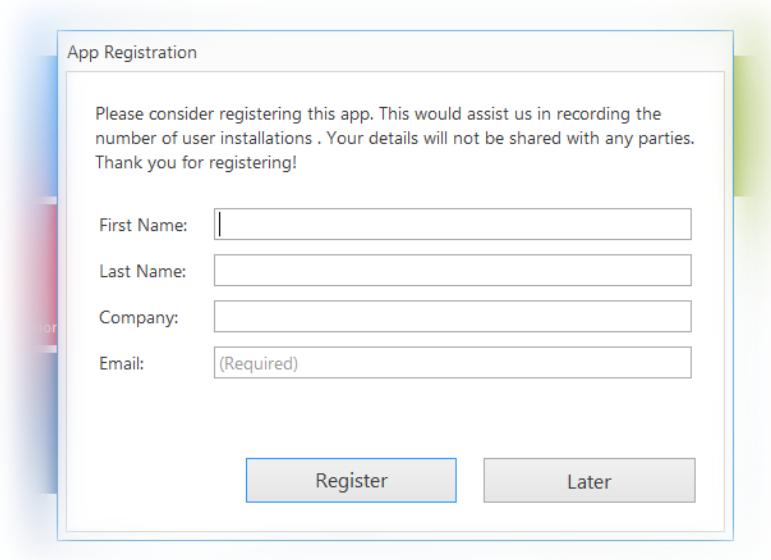 App Registration
Please consider registering this app. This would assist us in recording the
number of user installations . Your details will not be shared with any parties.
Thank you for registering!
First Name:
Last Name:
Company:
Email: (Required)
Register Later